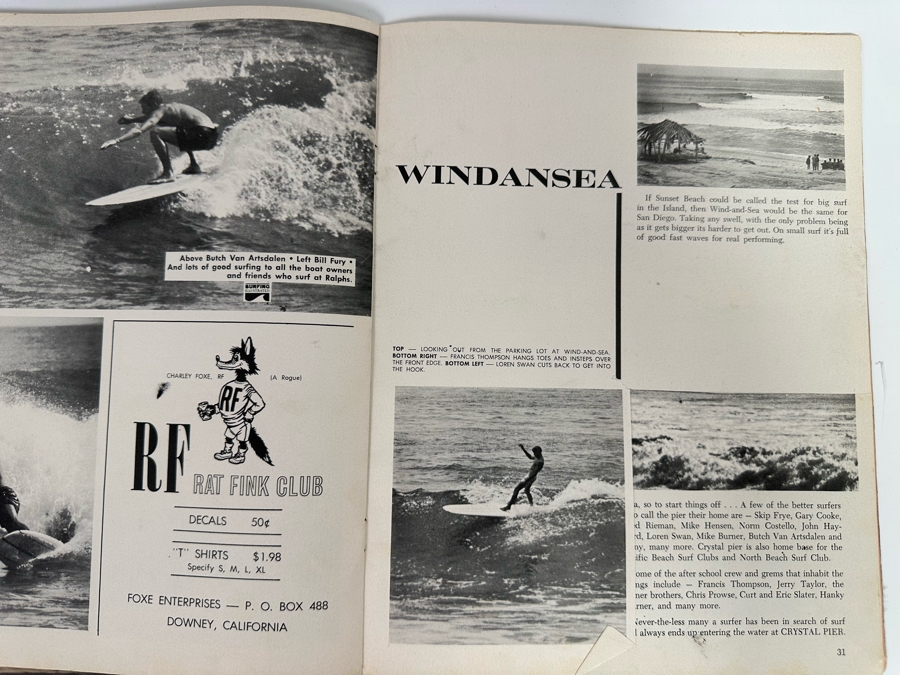 Above Butch Van Artsdalen • Left Bill Fury •
And lots of good surfing to all the boat owners
and friends who surf at Ralphs.
SURFING
ILLUSTRATED
CHARLEY FOXE, RF
(A Rogue)
RF
RF
RAT FINK CLUB
DECALS 50¢
"T" SHIRTS $1.98
Specify S, M, L, XL
FOXE ENTERPRISES — P. O. BOX 488
DOWNEY, CALIFORNIA
WINDANSEA
If Sunset Beach could be called the test for big surf
in the Island, then Wind-and-Sea would be the same for
San Diego. Taking any swell, with the only problem being
as it gets bigger its harder to get out. On small surf it's full
of good fast waves for real performing.
TOP — LOOKING OUT FROM THE PARKING LOT AT WIND-AND-SEA.
BOTTOM RIGHT — FRANCIS THOMPSON HANGS TOES AND INSTEPS OVER
THE FRONT EDGE. BOTTOM LEFT — LOREN SWAN CUTS BACK TO GET INTO
THE HOOK.
so to start things off . . . A few of the better surfers
call the pier their home are — Skip Frye, Gary Cooke,
Rieman, Mike Hensen, Norm Costello, John Hay-
Loren Swan, Mike Burner, Butch Van Artsdalen and
many more. Crystal pier is also home base for the
Beach Surf Clubs and North Beach Surf Club.
ome of the after school crew and grems that inhabit the
ings include — Francis Thompson, Jerry Taylor, the
ner brothers, Chris Prowse, Curt and Eric Slater, Hanky
rner, and many more.
Never-the-less many a surfer has been in search of surf
always ends up entering the water at CRYSTAL PIER.
31